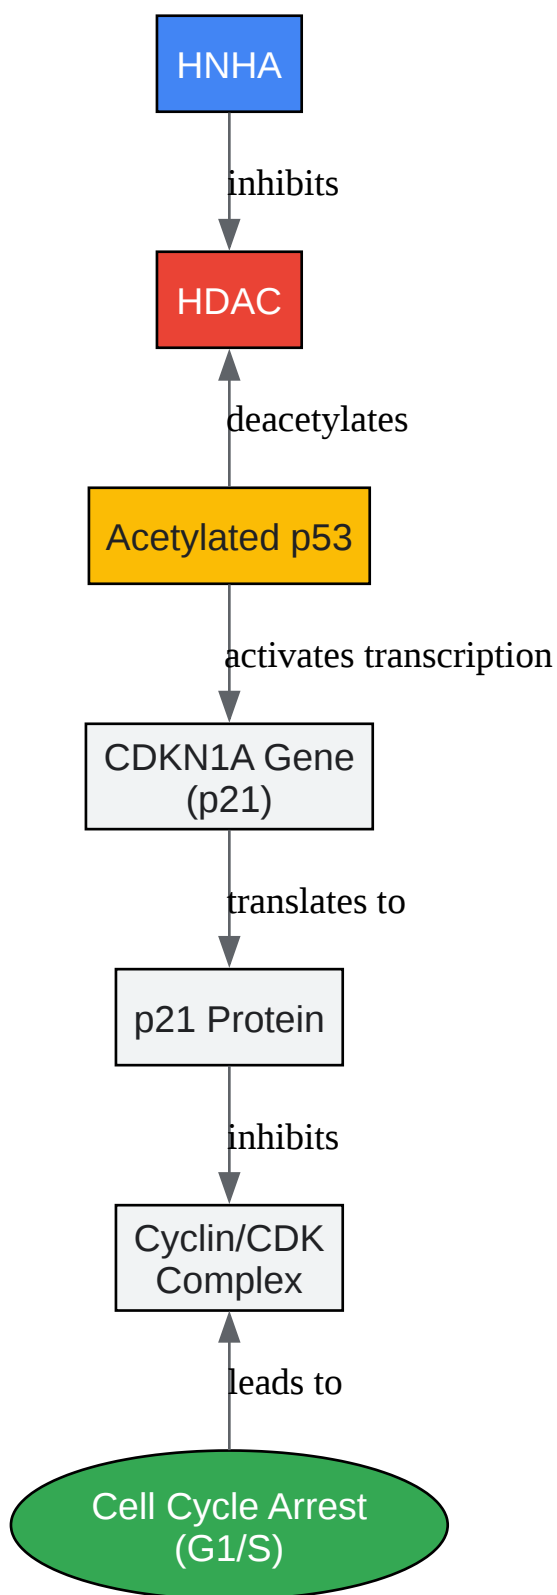 HNHA
inhibits
HDAC
deacetylates
Acetylated p53
activates transcription
CDKN1A Gene
(p21)
translates to
p21 Protein
inhibits
Cyclin/CDK
Complex
leads to
Cell Cycle Arrest
(G1/S)